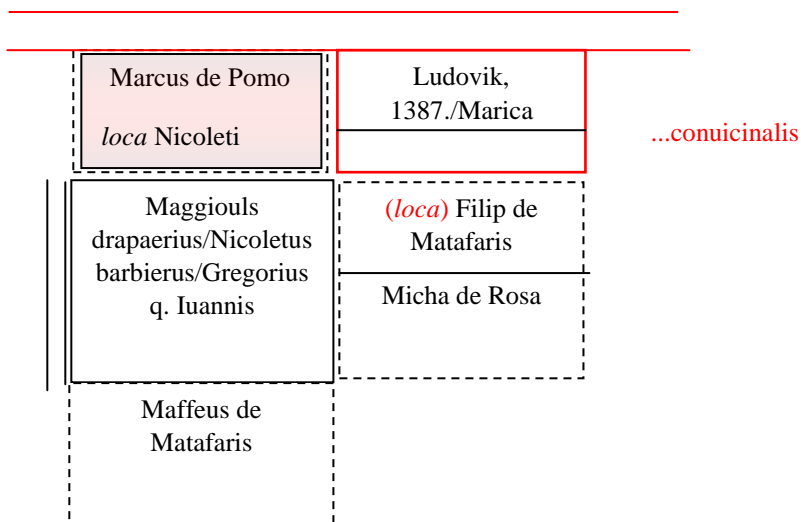 Marcus de Pomo
loca Nicoleti
Ludovik,
1387./Marica
...conuicinalis
Maggiouls
drapaerius/Nicoletus
barbierus/Gregorius
q. Iuannis
(loca) Filip de
Matafaris
Micha de Rosa
Maffeus de
Matafaris